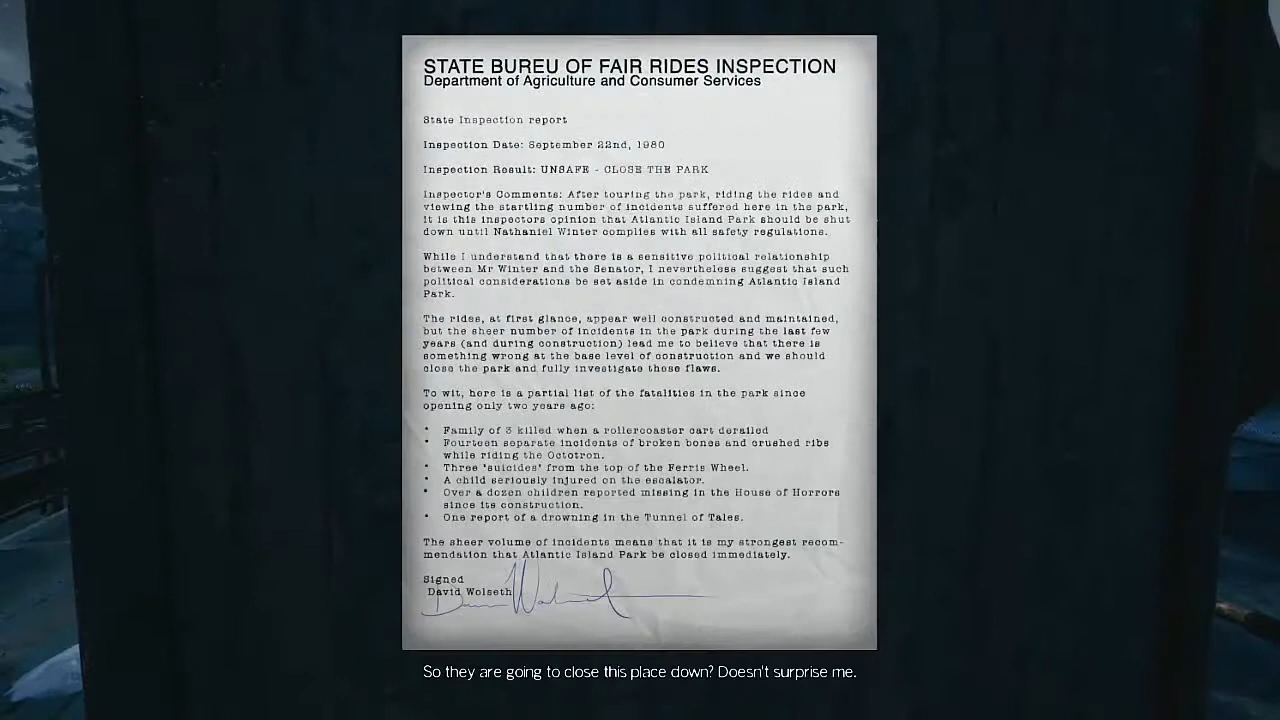 STATE BUREU OF FAIR RIDES INSPECTION
Department of Agriculture and Consumer Services
State Inspection report
Inspection Date: September 22nd, 1980
Inspection Result: UNSAFE - CLOSE THE PARK
Inspector's Comments: After touring the park, riding the rides and
viewing the startling number of incidents suffered here in the park,
it is this inspectors opinion that Atlantic Island Park should be shut
down until Nathaniel Winter complies with all safety regulations.
While I understand that there is a sensitive political relationship
between Mr Winter and the Senator, I nevertheless suggest that such
political considerations be set aside in condemning Atlantic Island
Park.
The rides, at first glance, appear well constructed and maintained,
but the sheer number of incidents in the park during the last few
years (and during construction) lead me to believe that there is
something wrong at the base level of construction and we should
close the park and fully investigate these flaws.
To wit, here is a partial list of the fatalities in the park since
opening only two years ago:
* Family of 3 killed when a rollercoaster cart derailed
* Fourteen separate incidents of broken bones and crushed ribs
while riding the Octotron.
* Three 'suicides' from the top of the Ferris Wheel.
* A child seriously injured on the escalator.
* Over a dozen children reported missing in the House of Horrors
since its construction.
* One report of a drowning in the Tunnel of Tales.
The sheer volume of incidents means that it is my strongest recom-
mendation that Atlantic Island Park be closed immediately.
Signed
David Wolseth
So they are going to close this place down? Doesn't surprise me.